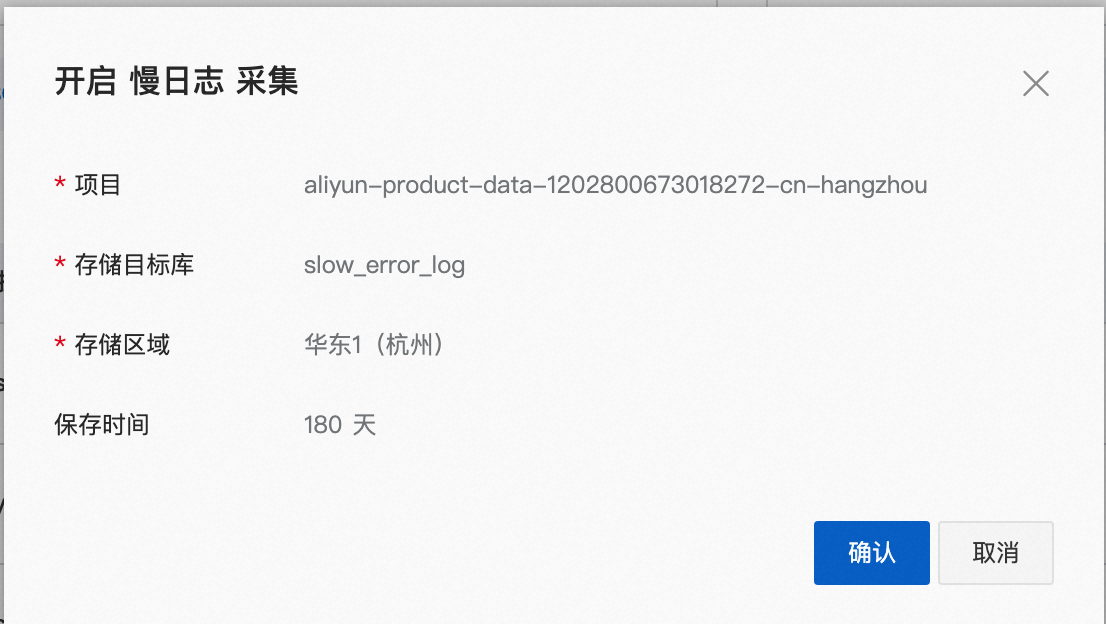 开启 慢日志 采集
* 项目 aliyun-product-data-1202800673018272-cn-hangzhou
* 存储目标库 slow_error_log
* 存储区域 华东1（杭州）
保存时间 180 天
确认 取消